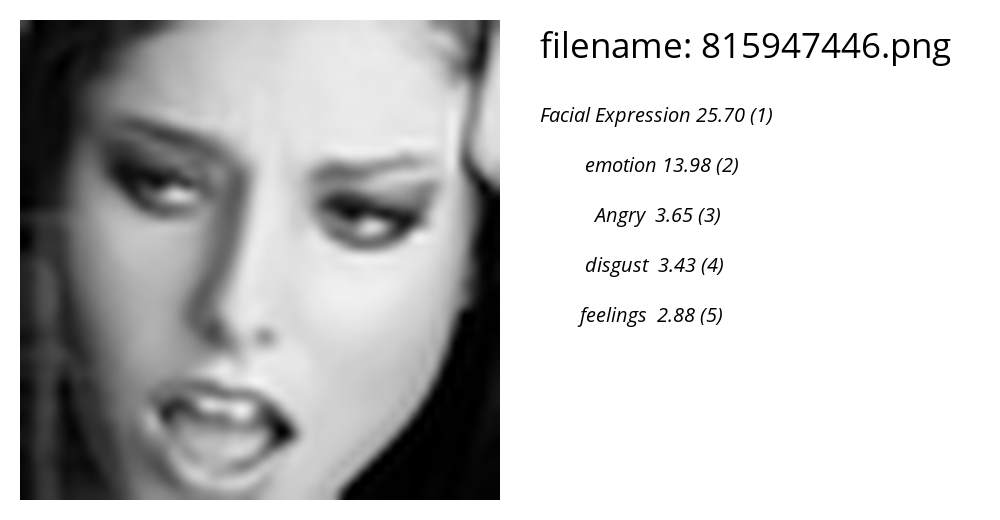 filename: 815947446.png
Facial Expression 25.70 (1)
emotion 13.98 (2)
Angry 3.65 (3)
disgust 3.43 (4)
feelings 2.88 (5)